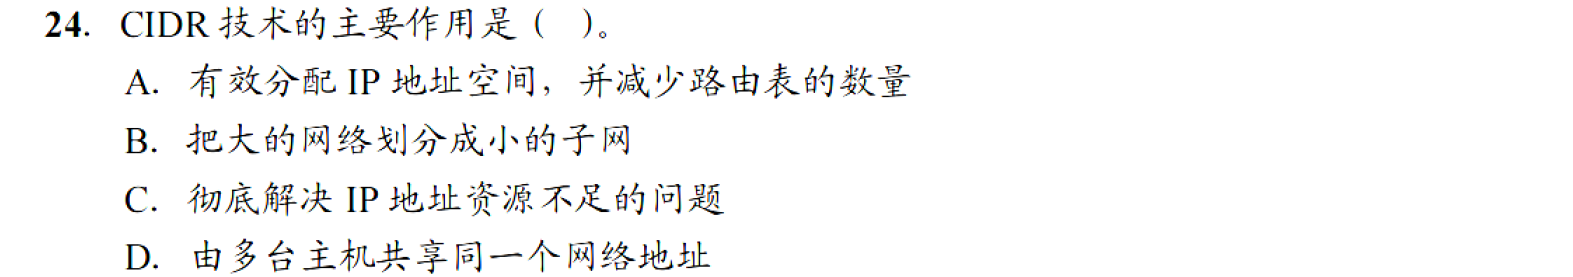 24. CIDR 技术的主要作用是( )。
A. 有效分配 IP 地址空间，并减少路由表的数量
B. 把大的网络划分成小的子网
C. 彻底解决 IP 地址资源不足的问题
D. 由多台主机共享同一个网络地址